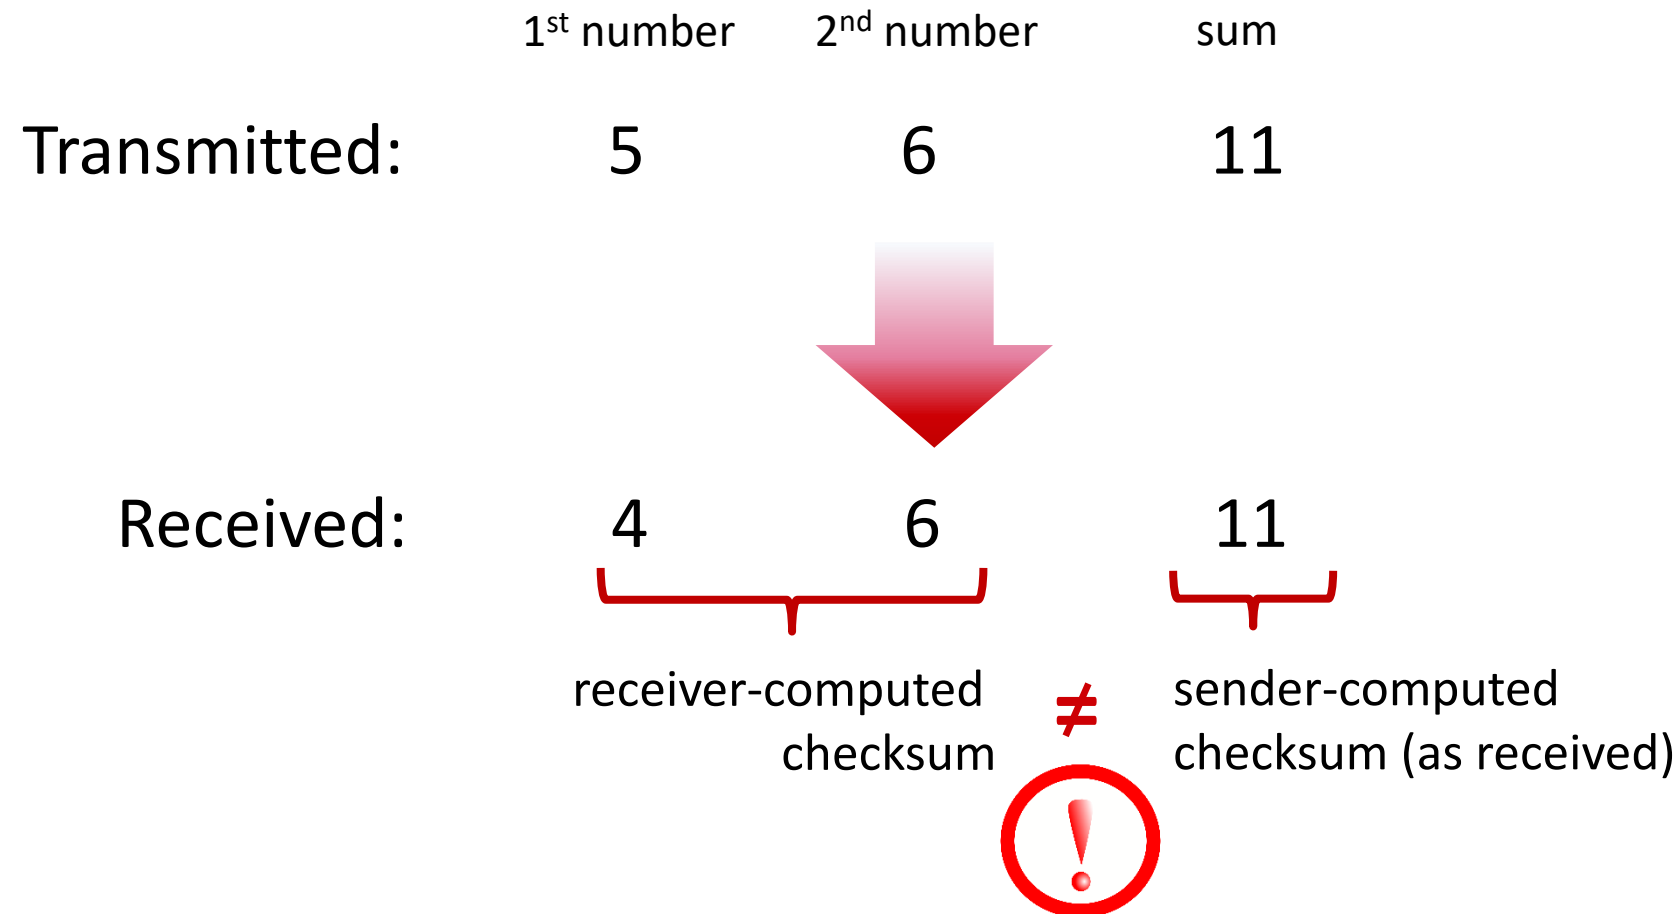 1st number 2nd number sum
Transmitted: 5 6 11
Received: 4 6 11
receiver-computed checksum
≠
sender-computed checksum (as received)
!